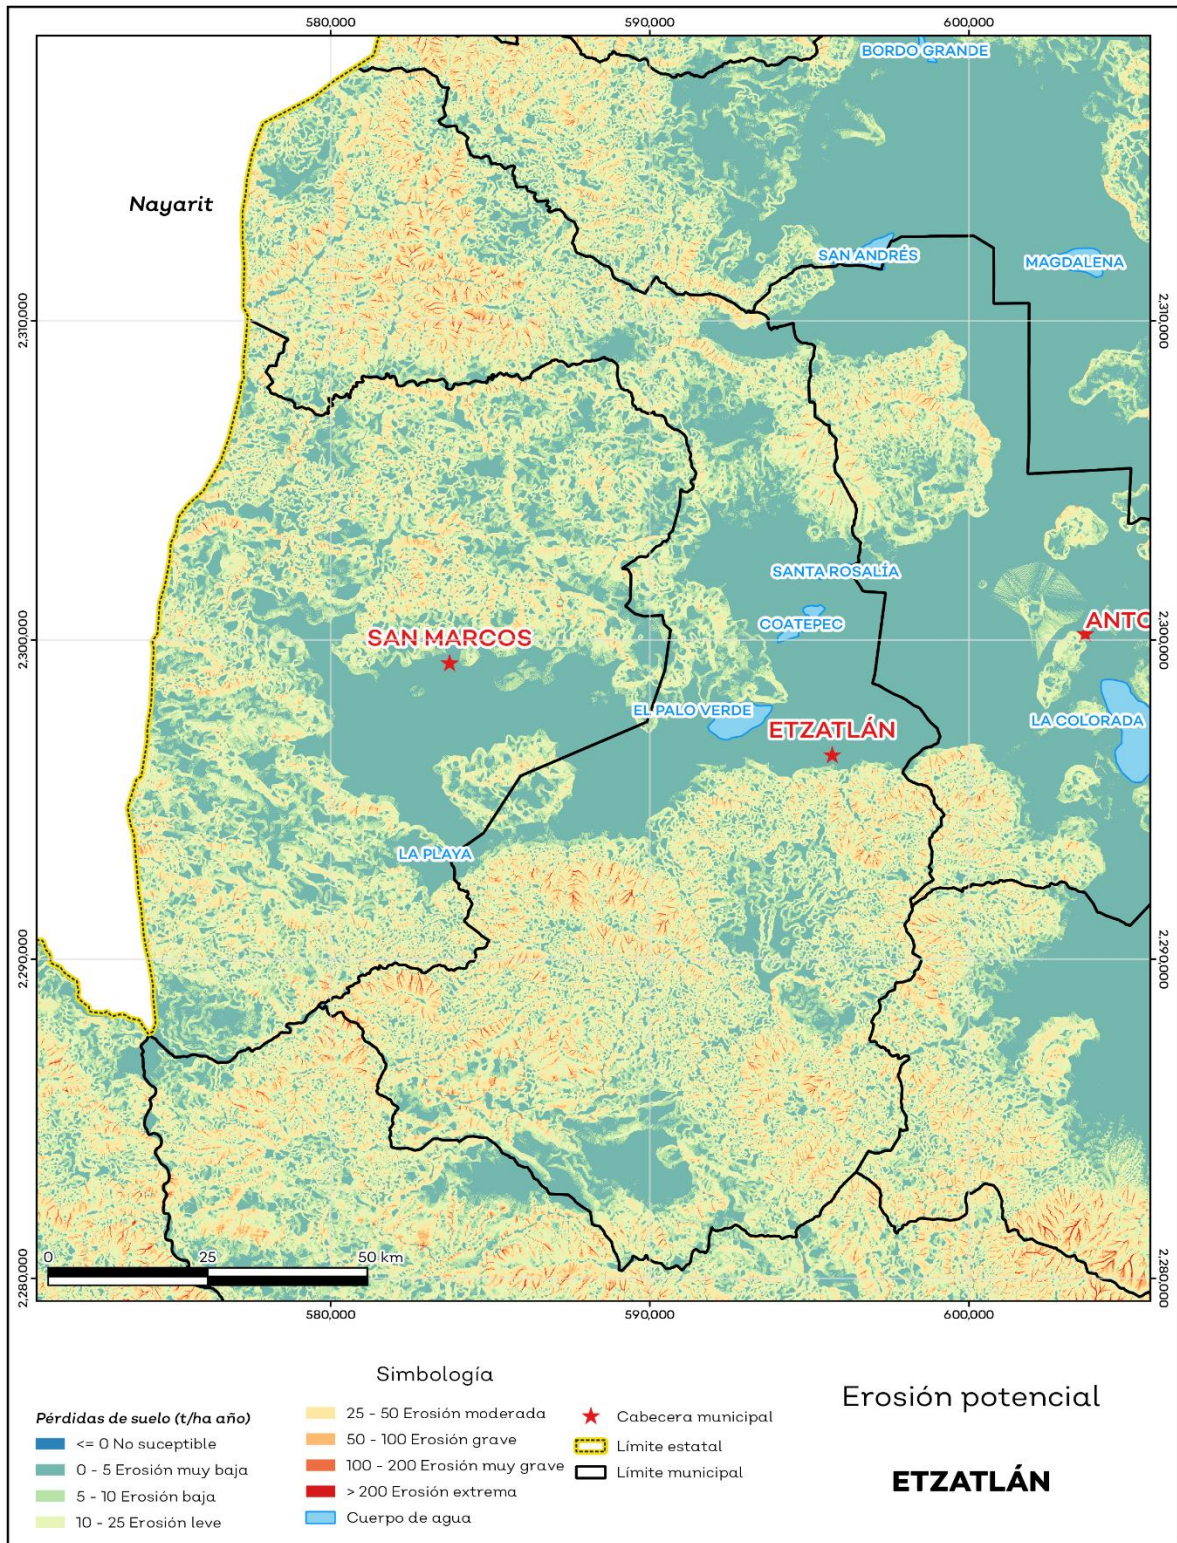 580,000
590,000
600,000
BORDO GRANDE
Nayarit
SAN ANDRÉS
MAGDALENA
2,310,000
2,310,000
SANTA ROSALÍA
COATEPEC
2,300,000
2,300,000
ANTO
SAN MARCOS
EL PALO VERDE
LA COLORADA
ETZATLÁN
LA PLAYA
2,290,000
2,290,000
2,280,000
2,280,000
0
25
50 km
580,000
590,000
600,000
Simbología
Pérdidas de suelo (t/ha año)
<= 0 No suceptible
0 - 5 Erosión muy baja
5 - 10 Erosión baja
10 - 25 Erosión leve
25 - 50 Erosión moderada
50 - 100 Erosión grave
100 - 200 Erosión muy grave
> 200 Erosión extrema
Cuerpo de agua
Cabecera municipal
Límite estatal
Límite municipal
Erosión potencial
ETZATLÁN